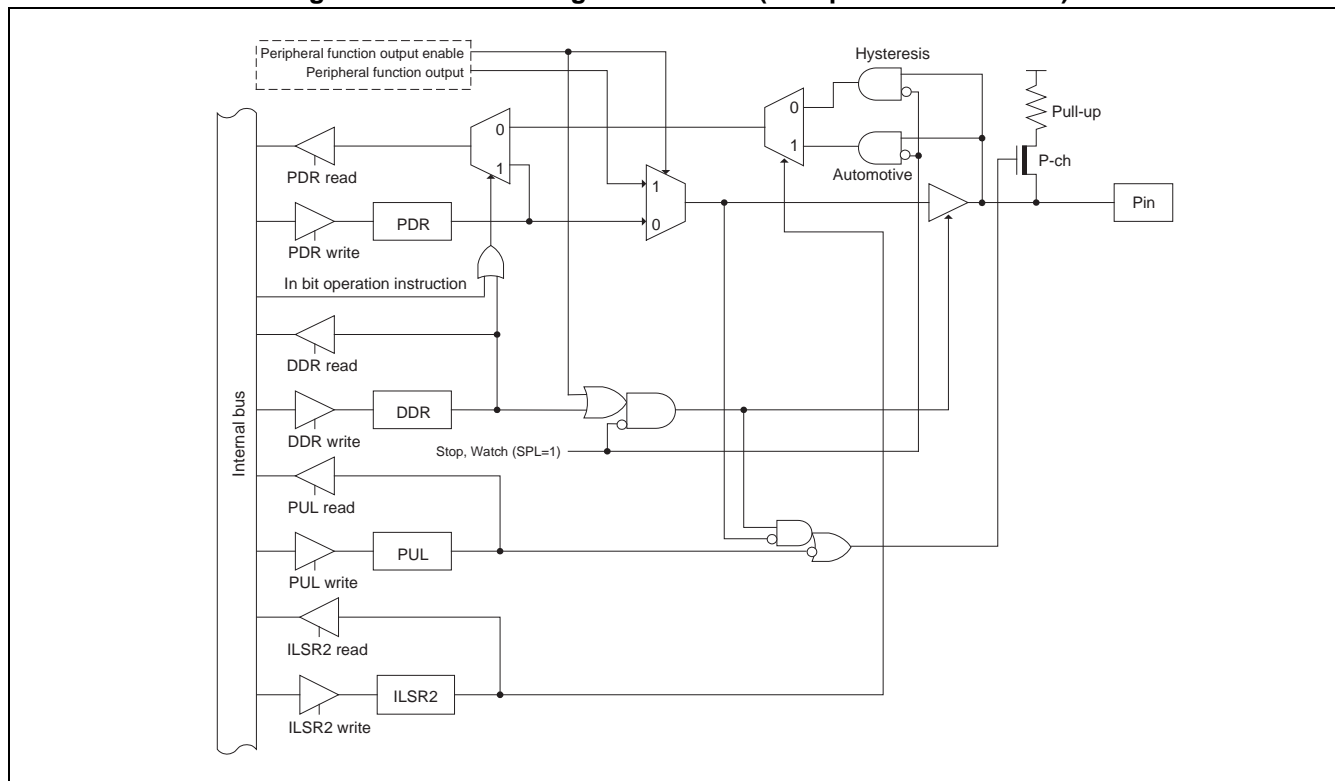 Peripheral function output enable
Peripheral function output
Hysteresis
0
1
Automotive
Pull-up
P-ch
Pin
0
1
PDR read
1
0
PDR
PDR write
In bit operation instruction
DDR read
DDR
DDR write
Stop, Watch (SPL=1)
Internal bus
PUL read
PUL
PUL write
ILSR2 read
ILSR2
ILSR2 write